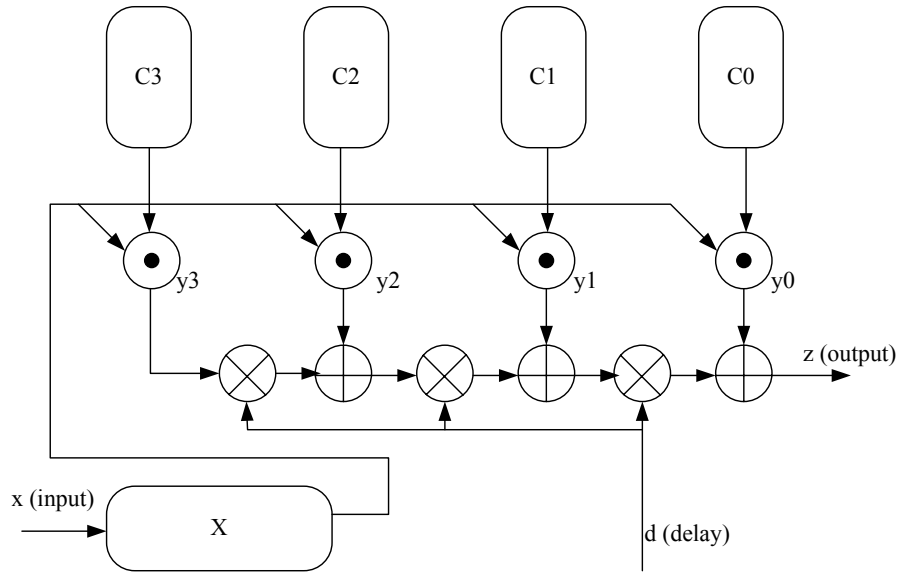 C3
C2
C1
C0
y3
y2
y1
y0
z (output)
x (input)
X
d (delay)